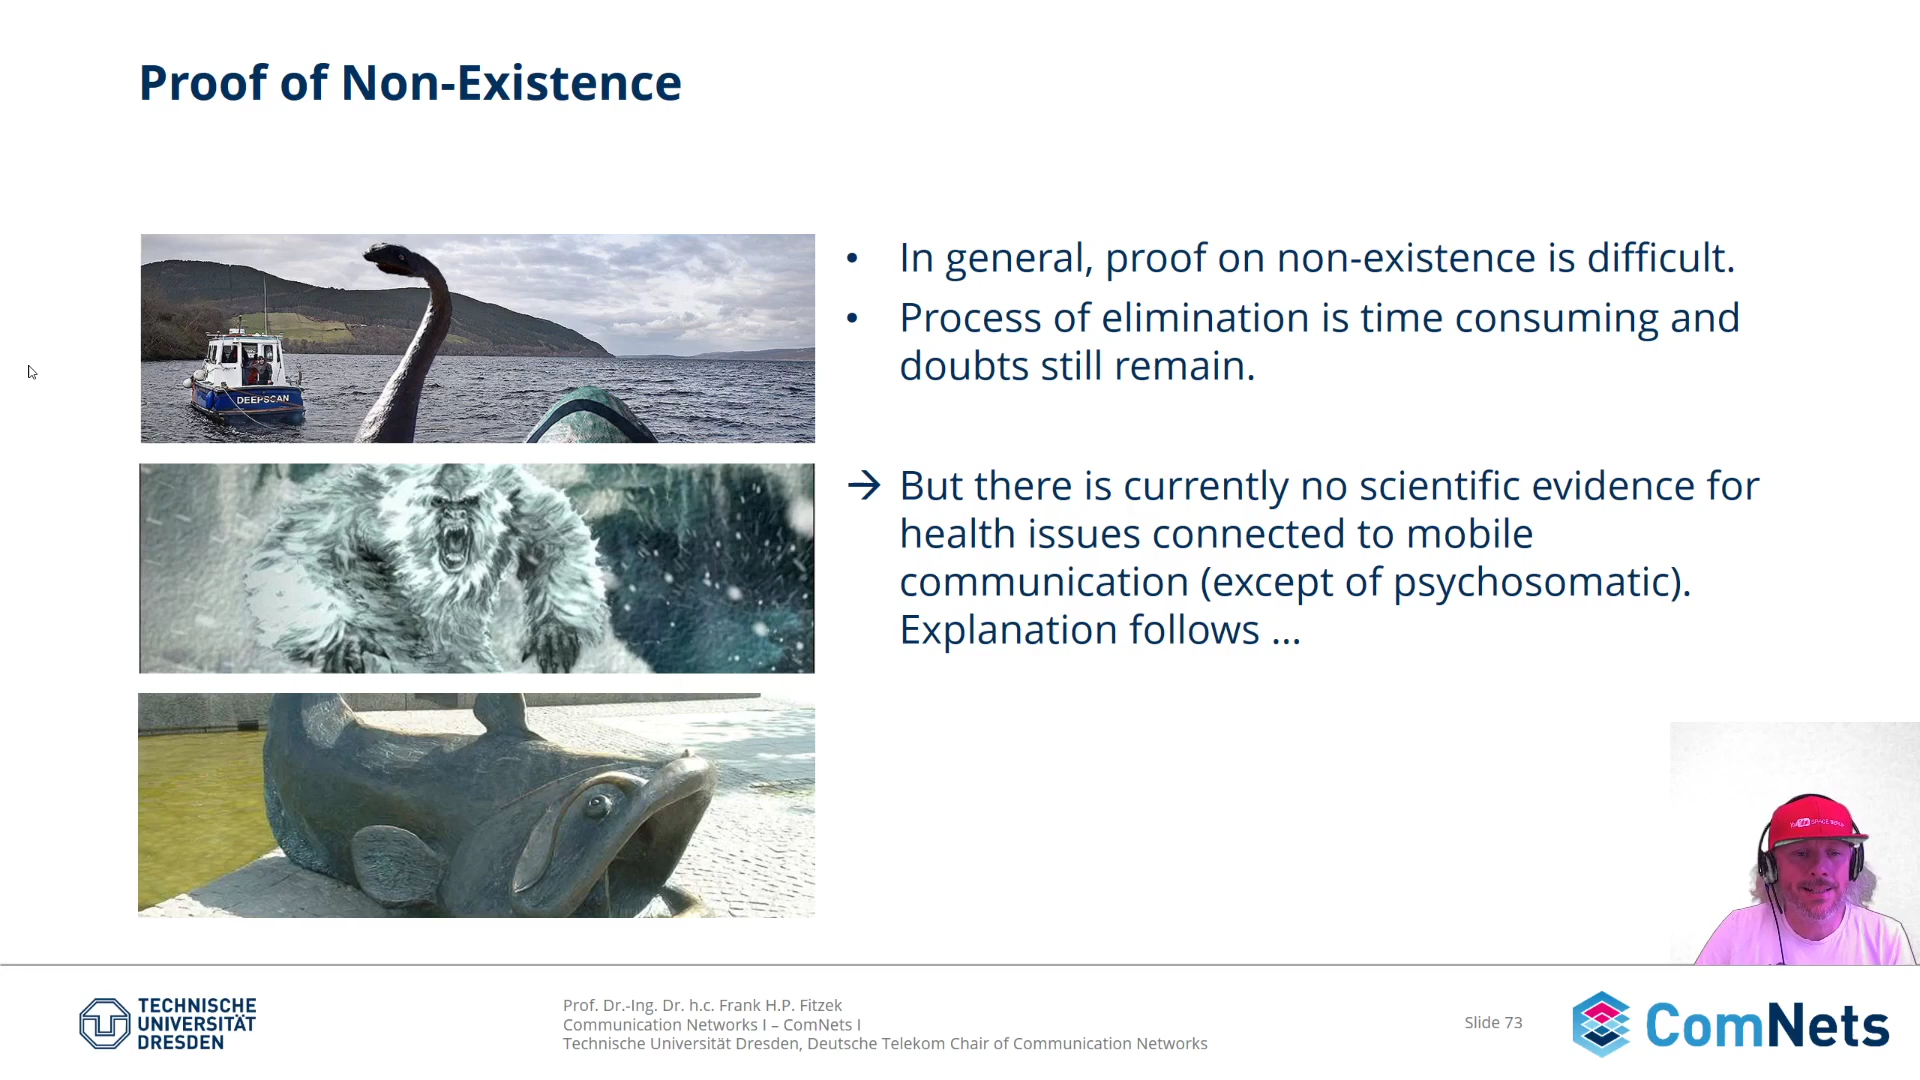 Proof of Non-Existence
DEEPSCAN
• In general, proof on non-existence is difficult.
• Process of elimination is time consuming and
doubts still remain.
→ But there is currently no scientific evidence for
health issues connected to mobile
communication (except of psychosomatic).
Explanation follows ...
TECHNISCHE
UNIVERSITÄT
DRESDEN
Prof. Dr.-Ing. Dr. h.c. Frank H.P. Fitzek
Communication Networks I – ComNets I
Technische Universität Dresden, Deutsche Telekom Chair of Communication Networks
Slide 73
ComNets